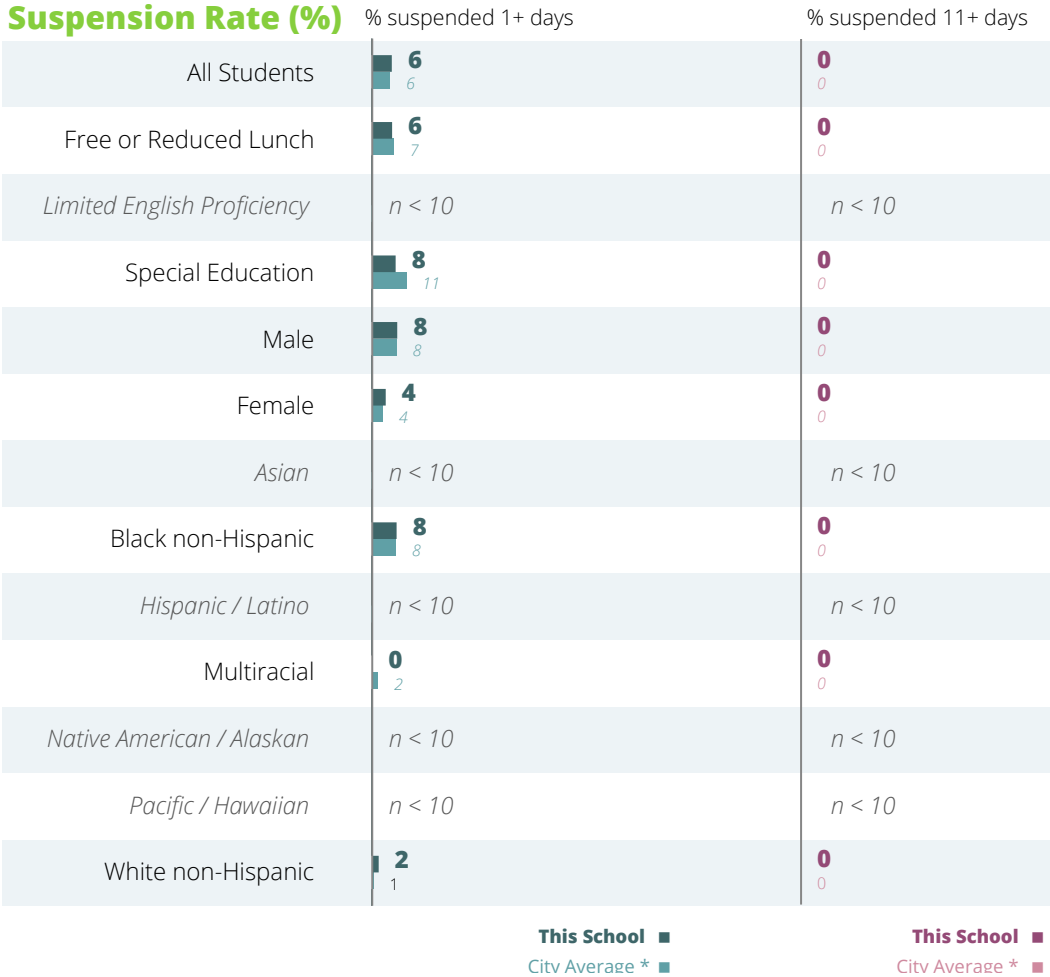 Suspension Rate (%) % suspended 1+ days % suspended 11+ days
All Students 6 0
6 0
Free or Reduced Lunch 6 0
7 0
Limited English Proficiency n < 10 n < 10
Special Education 8 0
11 0
Male 8 0
8 0
Female 4 0
4 0
Asian n < 10 n < 10
Black non-Hispanic 8 0
8 0
Hispanic / Latino n < 10 n < 10
Multiracial 0 0
2 0
Native American / Alaskan n < 10 n < 10
Pacific / Hawaiian n < 10 n < 10
White non-Hispanic 2 0
1 0
This School This School
City Average * City Average *